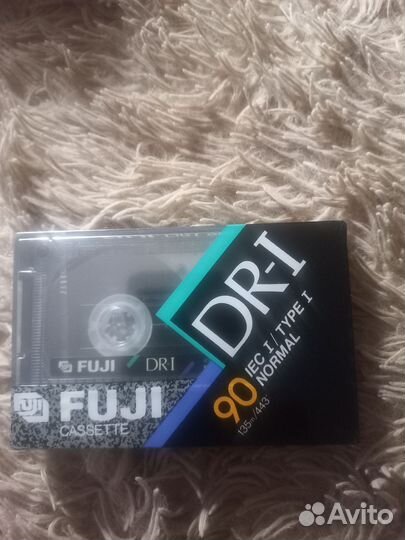 FUJI DR-I
FUJI
CASSETTE
DR-I
90 IEC I/TYPE I
NORMAL
135m/443'
Avito